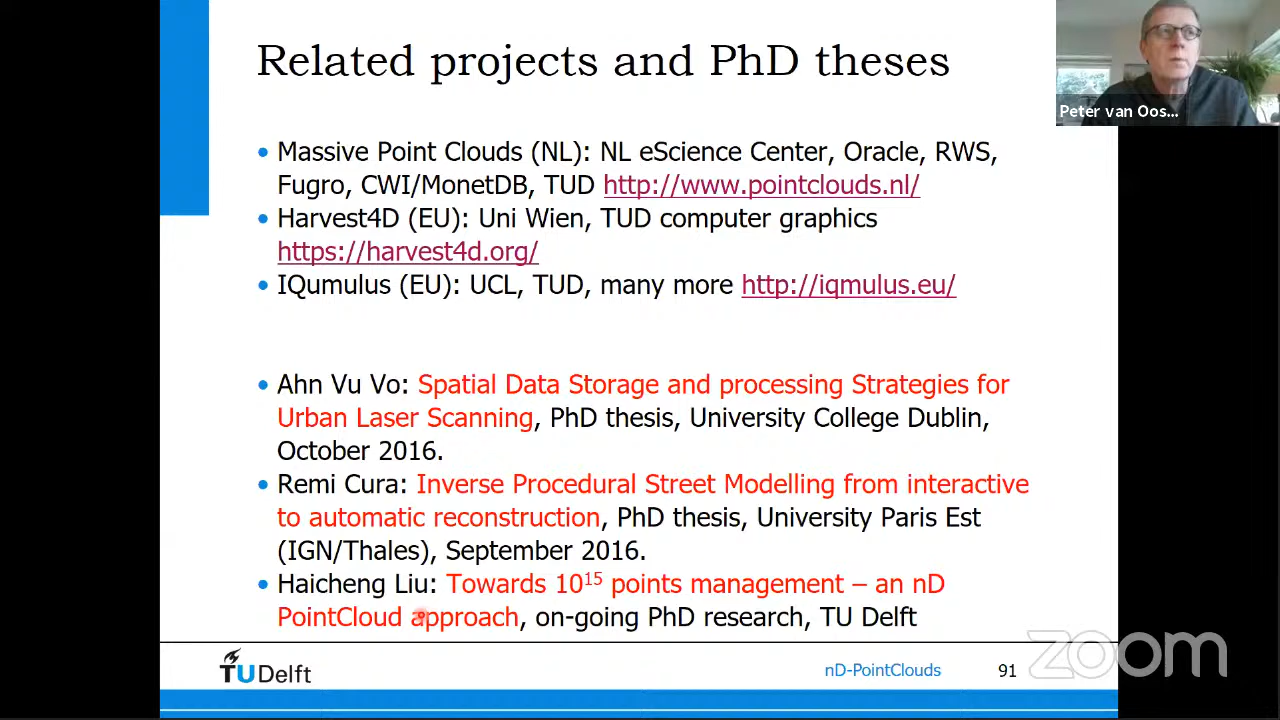 Related projects and PhD theses
Peter van Oos...
• Massive Point Clouds (NL): NL eScience Center, Oracle, RWS,
Fugro, CWI/MonetDB, TUD http://www.pointclouds.nl/
• Harvest4D (EU): Uni Wien, TUD computer graphics
https://harvest4d.org/
• IQumulus (EU): UCL, TUD, many more http://iqmulus.eu/
• Ahn Vu Vo: Spatial Data Storage and processing Strategies for
Urban Laser Scanning, PhD thesis, University College Dublin,
October 2016.
• Remi Cura: Inverse Procedural Street Modelling from interactive
to automatic reconstruction, PhD thesis, University Paris Est
(IGN/Thales), September 2016.
• Haicheng Liu: Towards 10¹⁵ points management – an nD
PointCloud approach, on-going PhD research, TU Delft
TUDelft
nD-PointClouds
91
zoom